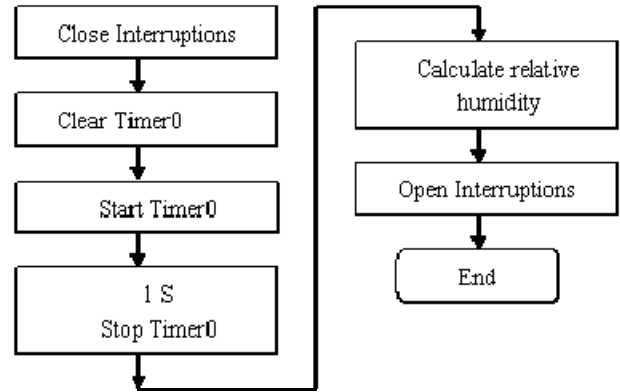 Close Interruptions
Clear Timer0
Start Timer0
1 S
Stop Timer0
Calculate relative
humidity
Open Interruptions
End